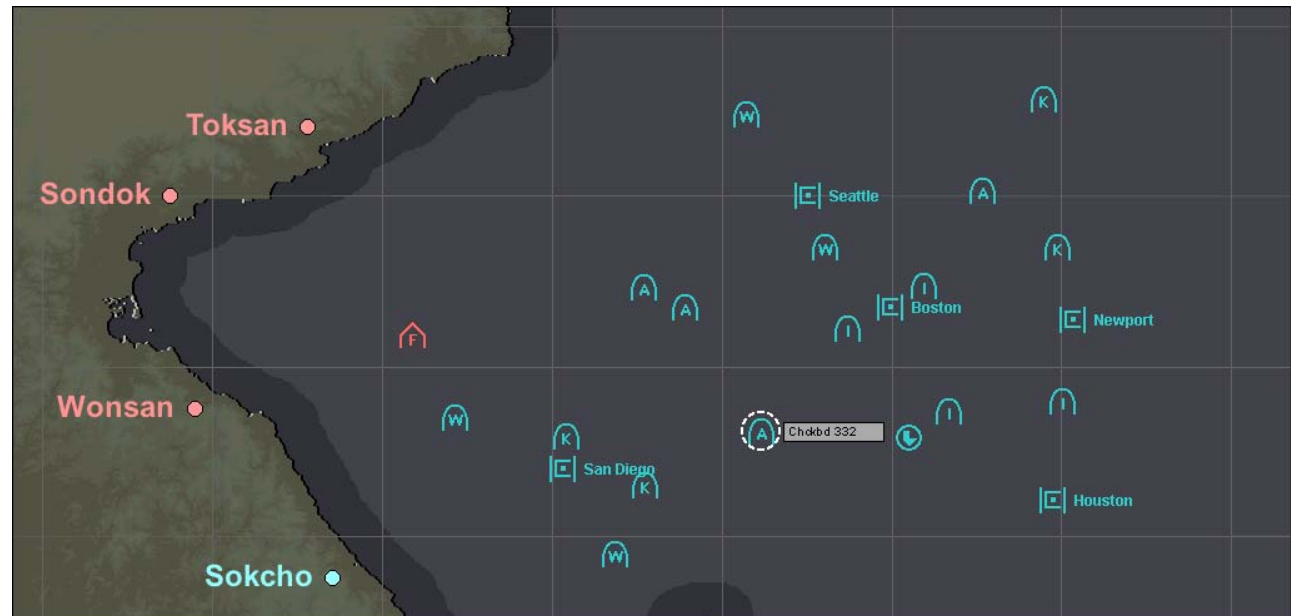 W
K
Toksan
A
Sondok
Seattle
W
K
A
I
A
Boston
Newport
I
F
Wonsan
W
I
I
K
A
Chckbd 332
San Diego
K
Houston
W
Sokcho